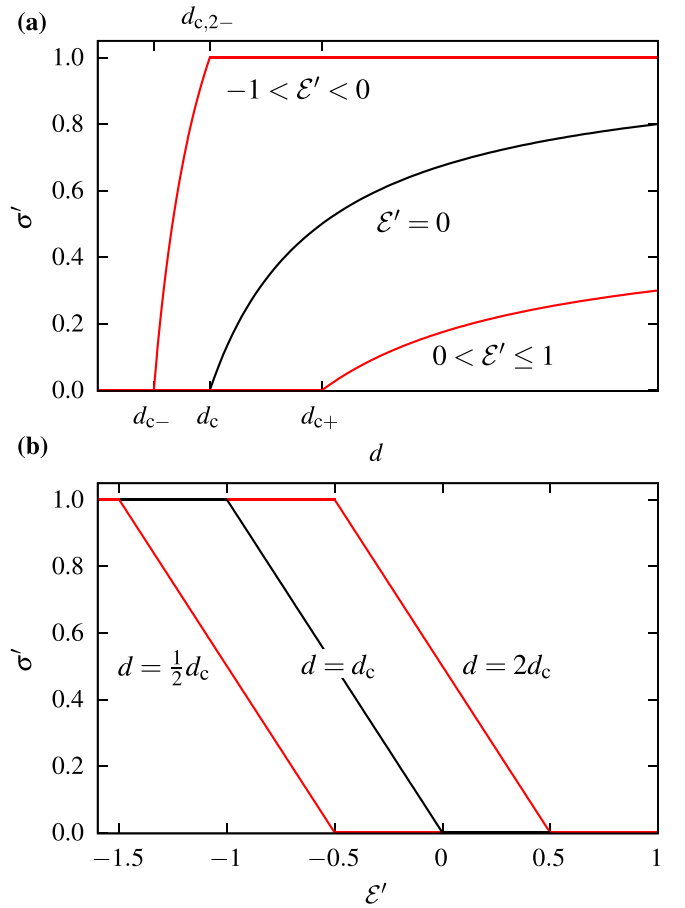 (a)
d_{c,2−}
1.0
−1 < ℰ′ < 0
0.8
ℰ′ = 0
0.6
σ′
0.4
0 < ℰ′ ≤ 1
0.2
0.0
d_{c−} d_c d_{c+}
d
(b)
1.0
0.8
0.6
σ′
d = ½d_c d = d_c d = 2d_c
0.4
0.2
0.0
−1.5 −1 −0.5 0 0.5 1
ℰ′